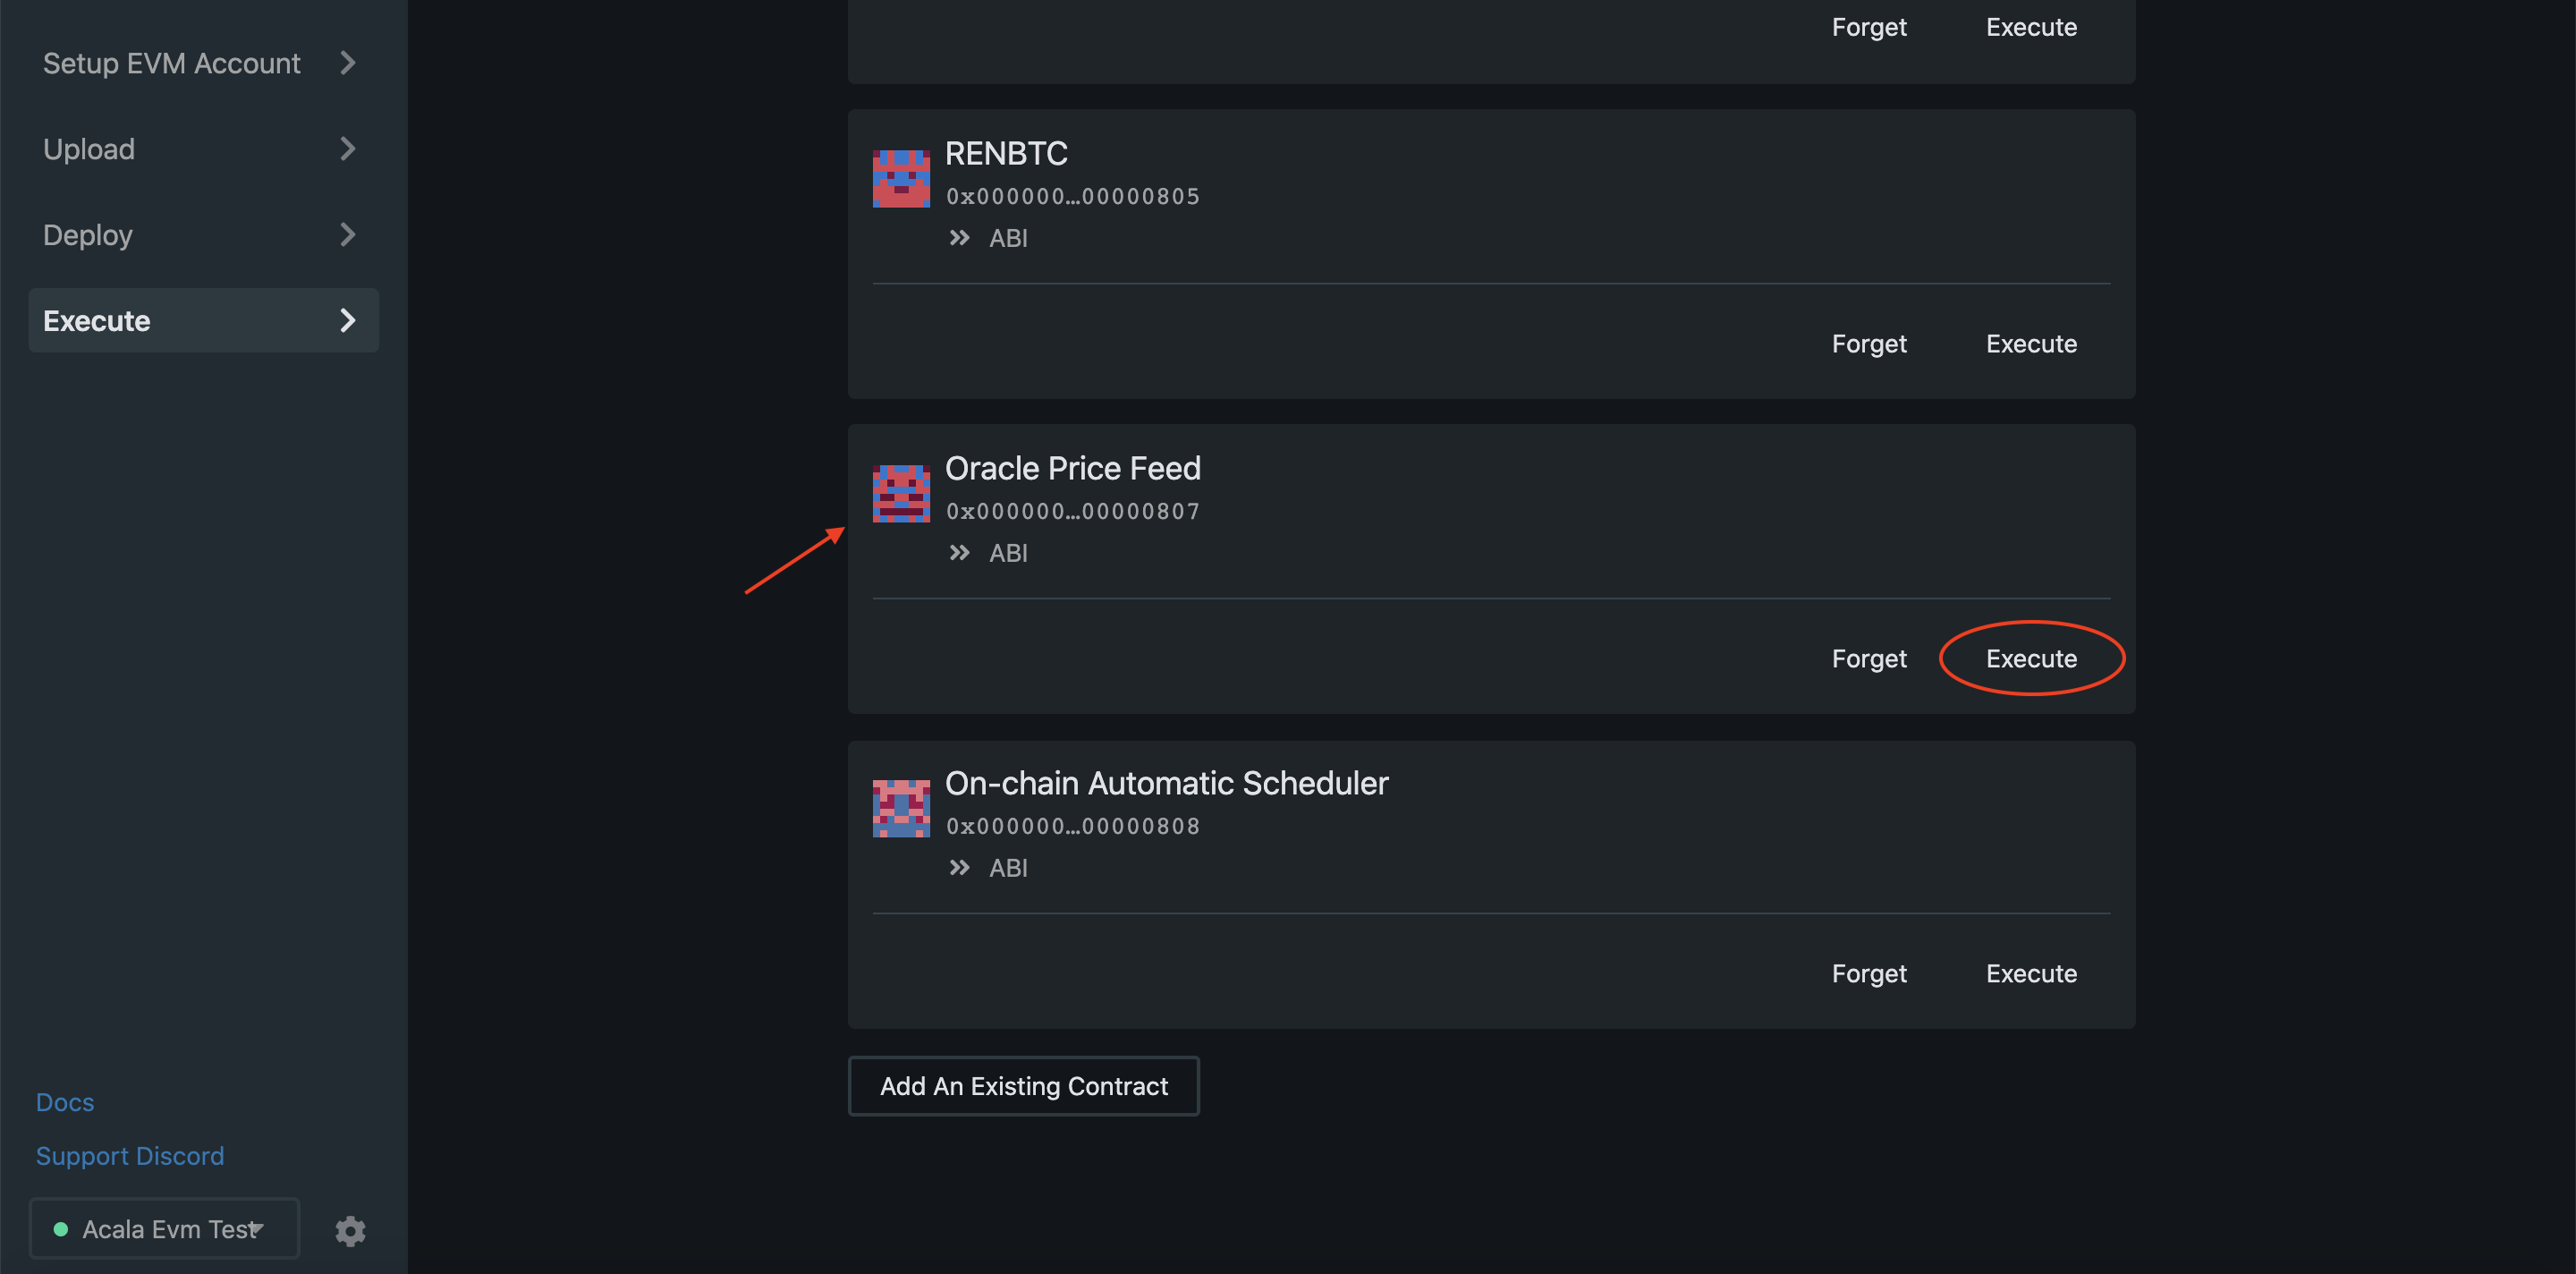 Setup EVM Account
Upload
Deploy
Execute
Docs
Support Discord
Acala Evm Test
Forget Execute
RENBTC
0x000000…00000805
ABI
Forget Execute
Oracle Price Feed
0x000000…00000807
ABI
Forget Execute
On-chain Automatic Scheduler
0x000000…00000808
ABI
Forget Execute
Add An Existing Contract